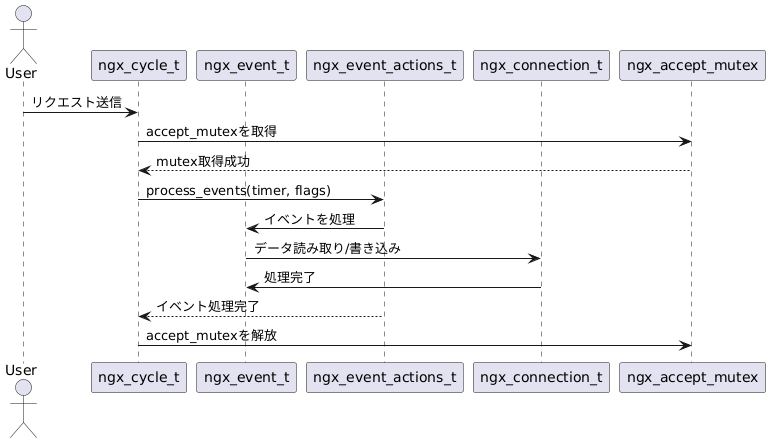 User
ngx_cycle_t
ngx_event_t
ngx_event_actions_t
ngx_connection_t
ngx_accept_mutex
リクエスト送信
accept_mutexを取得
mutex取得成功
process_events(timer, flags)
イベントを処理
データ読み取り/書き込み
処理完了
イベント処理完了
accept_mutexを解放
User
ngx_cycle_t
ngx_event_t
ngx_event_actions_t
ngx_connection_t
ngx_accept_mutex